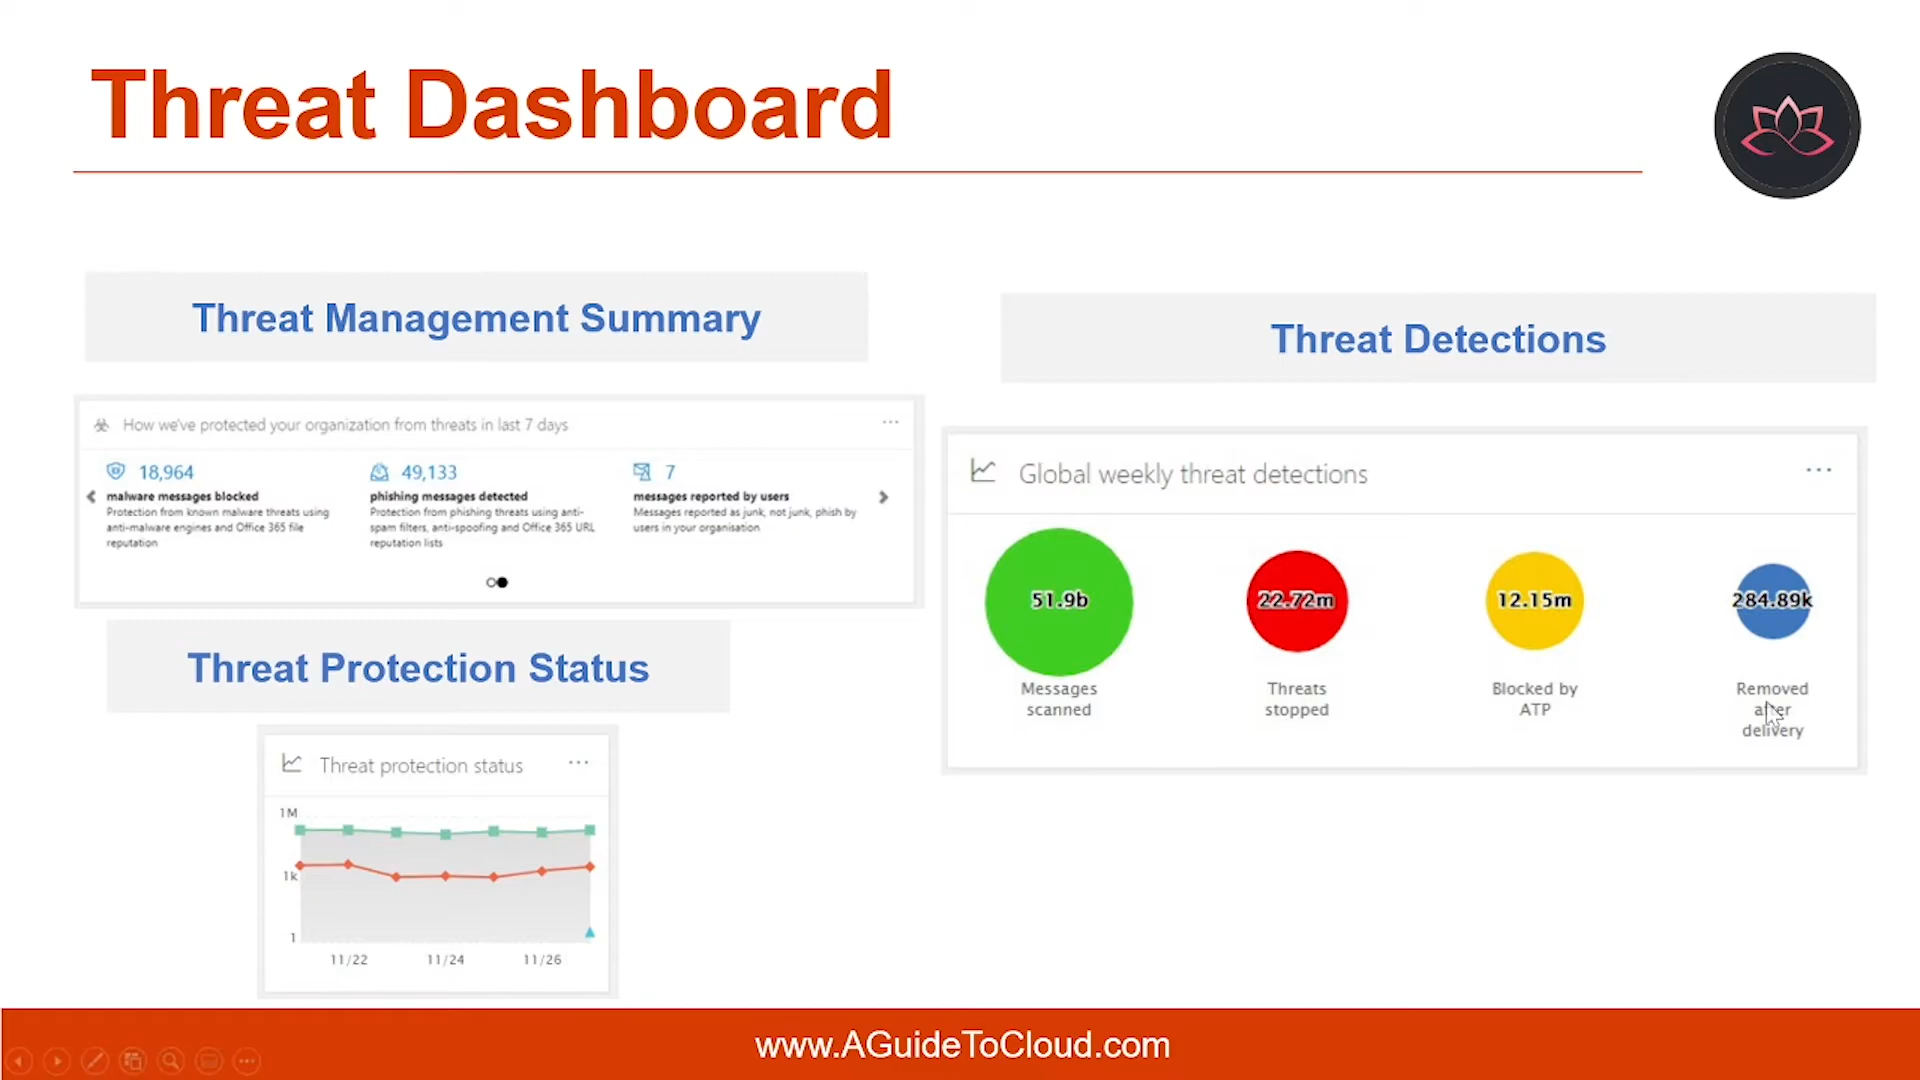 Threat Dashboard
Threat Management Summary
How we've protected your organization from threats in last 7 days
18,964
malware messages blocked
Protection from known malware threats using
anti-malware engines and Office 365 file
reputation
49,133
phishing messages detected
Protection from phishing threats using anti-
spam filters, anti-spoofing and Office 365 URL
reputation lists
7
messages reported by users
Messages reported as junk, not junk, phish by
users in your organisation
Threat Protection Status
Threat protection status
1M
1k
1
11/22
11/24
11/26
Threat Detections
Global weekly threat detections
51.9b
Messages
scanned
22.72m
Threats
stopped
12.15m
Blocked by
ATP
284.89k
Removed
after
delivery
www.AGuideToCloud.com